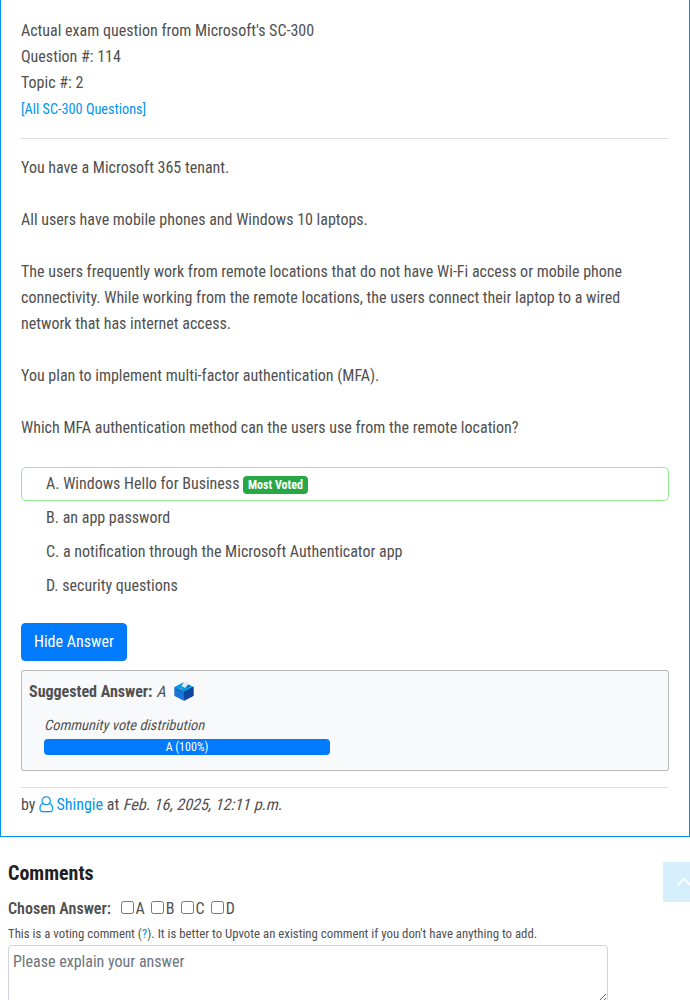 Actual exam question from Microsoft's SC-300
Question #: 114
Topic #: 2
[All SC-300 Questions]
You have a Microsoft 365 tenant.
All users have mobile phones and Windows 10 laptops.
The users frequently work from remote locations that do not have Wi-Fi access or mobile phone
connectivity. While working from the remote locations, the users connect their laptop to a wired
network that has internet access.
You plan to implement multi-factor authentication (MFA).
Which MFA authentication method can the users use from the remote location?
A. Windows Hello for Business Most Voted
B. an app password
C. a notification through the Microsoft Authenticator app
D. security questions
Hide Answer
Suggested Answer: A
Community vote distribution
A (100%)
by Shingie at Feb. 16, 2025, 12:11 p.m.
Comments
Chosen Answer: A B C D
This is a voting comment (?). It is better to Upvote an existing comment if you don't have anything to add.
Please explain your answer